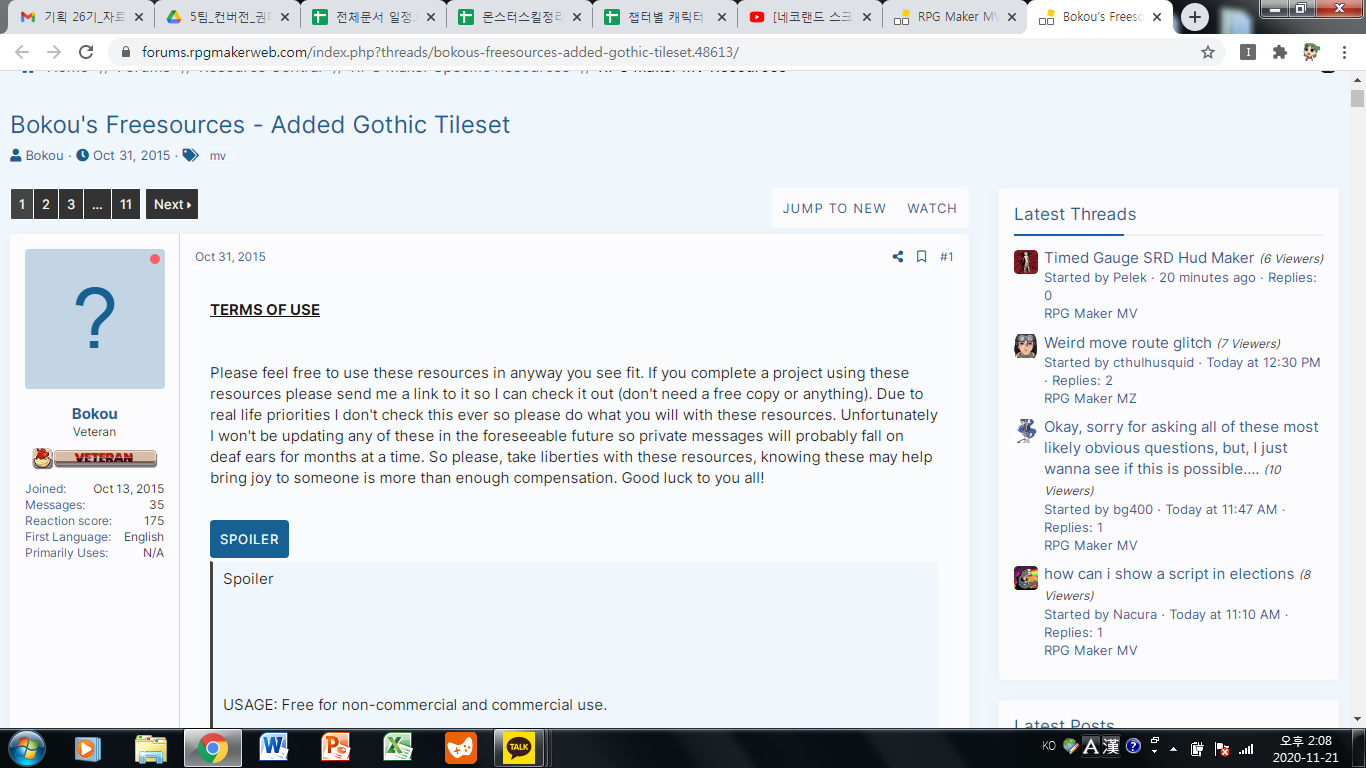 기획 26기_자료
5팀_컨버전_권
전체문서 일정
몬스터스킬정리
챕터별 캐릭터
[네코랜드 스크
RPG Maker MV
Bokou's Freeso
forums.rpgmakerweb.com/index.php?threads/bokous-freesources-added-gothic-tileset.48613/
Bokou's Freesources - Added Gothic Tileset
Bokou · Oct 31, 2015 · mv
1 2 3 ... 11 Next
JUMP TO NEW WATCH
Oct 31, 2015 #1
?
Bokou
Veteran
VETERAN
Joined: Oct 13, 2015
Messages: 35
Reaction score: 175
First Language: English
Primarily Uses: N/A
TERMS OF USE
Please feel free to use these resources in anyway you see fit. If you complete a project using these
resources please send me a link to it so I can check it out (don't need a free copy or anything). Due to
real life priorities I don't check this ever so please do what you will with these resources. Unfortunately
I won't be updating any of these in the foreseeable future so private messages will probably fall on
deaf ears for months at a time. So please, take liberties with these resources, knowing these may help
bring joy to someone is more than enough compensation. Good luck to you all!
SPOILER
Spoiler
USAGE: Free for non-commercial and commercial use.
Latest Threads
Timed Gauge SRD Hud Maker (6 Viewers)
Started by Pelek · 20 minutes ago · Replies:
0
RPG Maker MV
Weird move route glitch (7 Viewers)
Started by cthulhusquid · Today at 12:30 PM
· Replies: 2
RPG Maker MZ
Okay, sorry for asking all of these most
likely obvious questions, but, I just
wanna see if this is possible.... (10
Viewers)
Started by bg400 · Today at 11:47 AM ·
Replies: 1
RPG Maker MV
how can i show a script in elections (8
Viewers)
Started by Nacura · Today at 11:10 AM ·
Replies: 1
RPG Maker MV
Latest Posts
TALK
KO A 漢
오후 2:08
2020-11-21